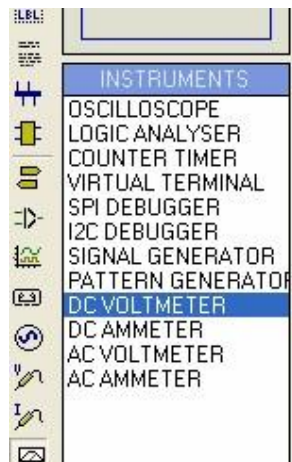 LBL
INSTRUMENTS
OSCILLOSCOPE
LOGIC ANALYSER
COUNTER TIMER
VIRTUAL TERMINAL
SPI DEBUGGER
I2C DEBUGGER
SIGNAL GENERATOR
PATTERN GENERATOR
DC VOLTMETER
DC AMMETER
AC VOLTMETER
AC AMMETER
V
I